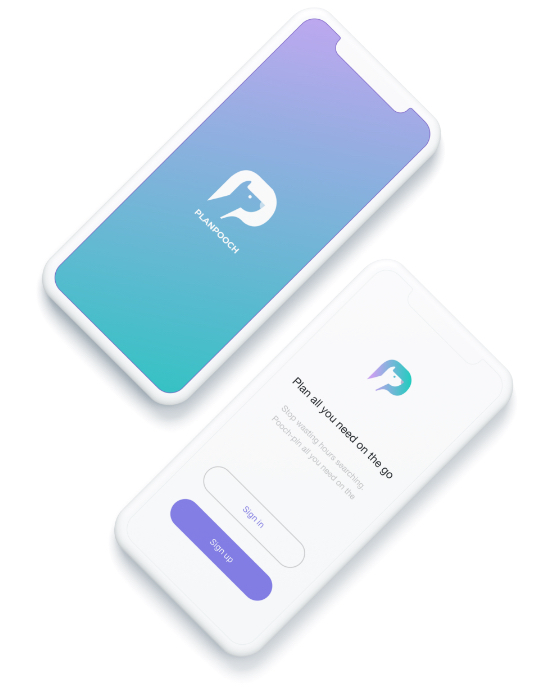 PLANPOOCH
Plan all you need on the go
Stop wasting hours searching.
Pooch-pin all you need on the
Sign in
Sign up